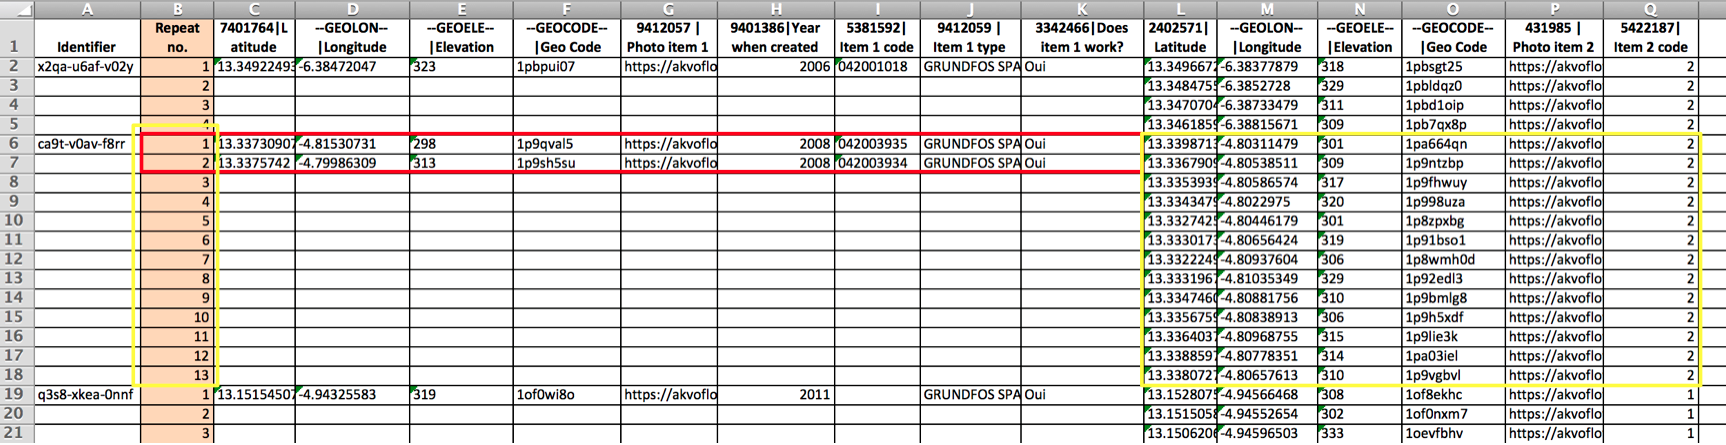 A B C D E F G H I J K L M N O P Q
1 Identifier Repeat no. 7401764|Latitude --GEOLON--|Longitude --GEOELE--|Elevation --GEOCODE--|Geo Code 9412057 |Photo item 1 9401386|Year when created 5381592|Item 1 code 9412059 |Item 1 type 3342466|Does item 1 work? 2402571|Latitude --GEOLON--|Longitude --GEOELE--|Elevation --GEOCODE--|Geo Code 431985 |Photo item 2 5422187|Item 2 code
2 x2qa-u6af-v02y 1 13.34922493 -6.38472047 323 1pbpui07 https://akvoflo 2006 042001018 GRUNDFOS SPA Oui 13.3496672 -6.38377879 318 1pbsgt25 https://akvoflo 2
3 2 13.3484755 -6.3852728 329 1pbldqz0 https://akvoflo 2
4 3 13.3470704 -6.38733479 311 1pbd1oip https://akvoflo 2
5 4 13.3461859 -6.38815671 309 1pb7qx8p https://akvoflo 2
6 ca9t-v0av-f8rr 1 13.33730907 -4.81530731 298 1p9qval5 https://akvoflo 2008 042003935 GRUNDFOS SPA Oui 13.3398713 -4.80311479 301 1pa664qn https://akvoflo 2
7 2 13.3375742 -4.79986309 313 1p9sh5su https://akvoflo 2008 042003934 GRUNDFOS SPA Oui 13.3367909 -4.80538511 309 1p9ntzbp https://akvoflo 2
8 3 13.3353939 -4.80586574 317 1p9fhwuy https://akvoflo 2
9 4 13.3343479 -4.8022975 320 1p998uza https://akvoflo 2
10 5 13.3327425 -4.80446179 301 1p8zpxbg https://akvoflo 2
11 6 13.3330173 -4.80656424 319 1p91bso1 https://akvoflo 2
12 7 13.3322249 -4.80937604 306 1p8wmh0d https://akvoflo 2
13 8 13.3331967 -4.81035349 329 1p92edl3 https://akvoflo 2
14 9 13.3347460 -4.80881756 310 1p9bmlg8 https://akvoflo 2
15 10 13.3356759 -4.80838913 306 1p9h5xdf https://akvoflo 2
16 11 13.3364037 -4.80968755 315 1p9lie3k https://akvoflo 2
17 12 13.3388597 -4.80778351 314 1pa03iel https://akvoflo 2
18 13 13.3380727 -4.80657613 310 1p9vgbvl https://akvoflo 2
19 q3s8-xkea-0nnf 1 13.15154507 -4.94325583 319 1of0wi8o https://akvoflo 2011 GRUNDFOS SPA Oui 13.1528075 -4.94566468 308 1of8ekhc https://akvoflo 1
20 2 13.1515058 -4.94552654 302 1of0nxm7 https://akvoflo 1
21 3 13.1506206 -4.94596503 333 1oevfbhv https://akvoflo 1